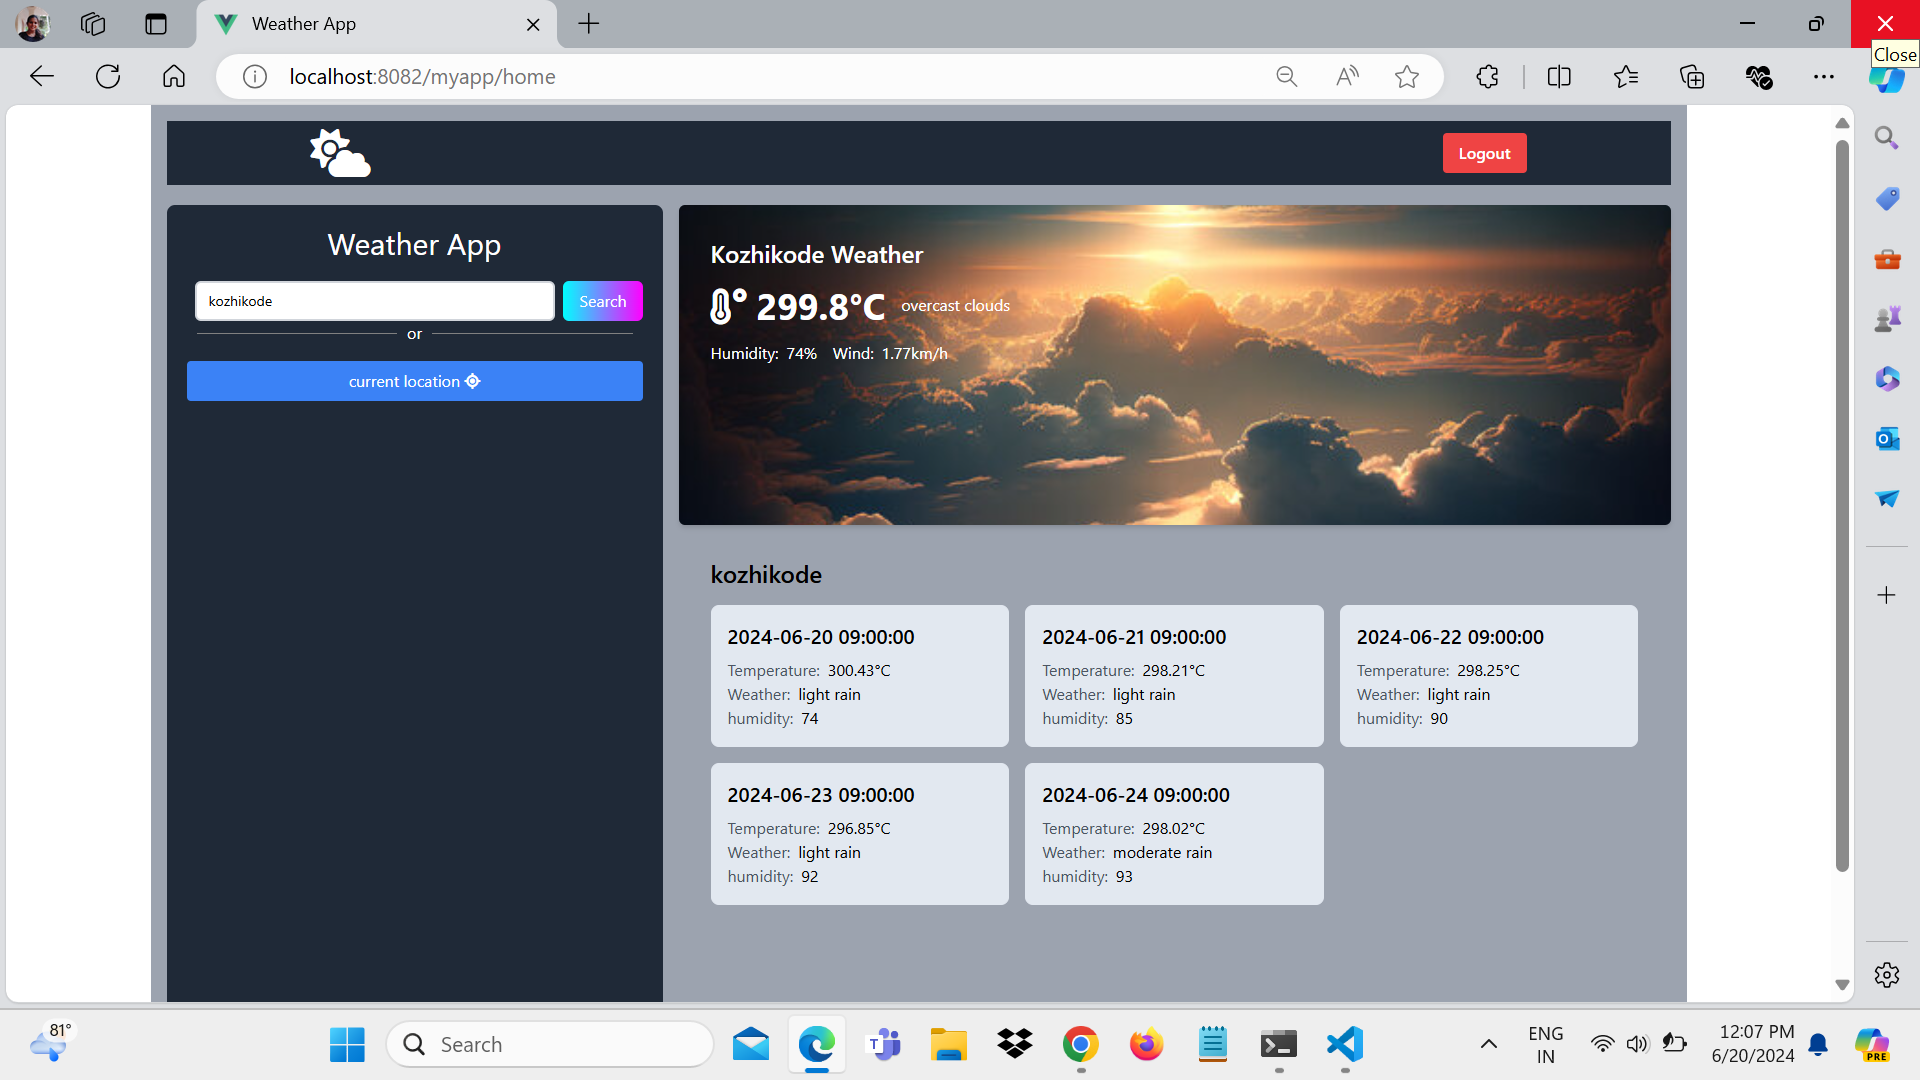 Weather App
Close
localhost:8082/myapp/home
Logout
Weather App
kozhikode
Search
or
current location
Kozhikode Weather
299.8°C overcast clouds
Humidity: 74% Wind: 1.77km/h
kozhikode
2024-06-20 09:00:00
Temperature: 300.43°C
Weather: light rain
humidity: 74
2024-06-21 09:00:00
Temperature: 298.21°C
Weather: light rain
humidity: 85
2024-06-22 09:00:00
Temperature: 298.25°C
Weather: light rain
humidity: 90
2024-06-23 09:00:00
Temperature: 296.85°C
Weather: light rain
humidity: 92
2024-06-24 09:00:00
Temperature: 298.02°C
Weather: moderate rain
humidity: 93
81°
Search
ENG
IN
12:07 PM
6/20/2024
PRE